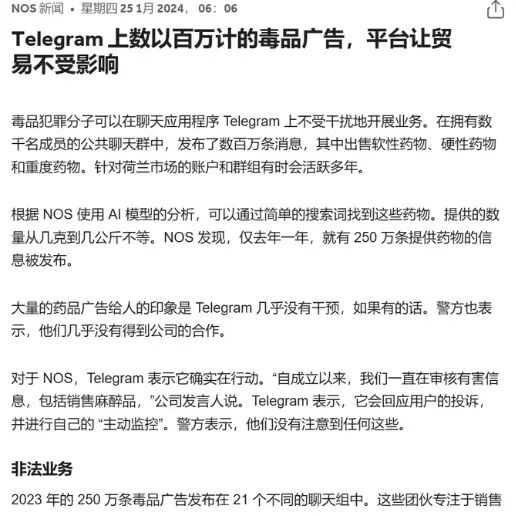 NOS 新闻 • 星期四 25 1月 2024， 06：06
Telegram 上数以百万计的毒品广告，平台让贸
易不受影响
毒品犯罪分子可以在聊天应用程序 Telegram 上不受干扰地开展业务。在拥有数
千名成员的公共聊天群中，发布了数百万条消息，其中出售软性药物、硬性药物
和重度药物。针对荷兰市场的账户和群组有时会活跃多年。
根据 NOS 使用 AI 模型的分析，可以通过简单的搜索词找到这些药物。提供的数
量从几克到几公斤不等。NOS 发现，仅去年一年，就有 250 万条提供药物的信
息被发布。
大量的药品广告给人的印象是 Telegram 几乎没有干预，如果有的话。警方也表
示，他们几乎没有得到公司的合作。
对于 NOS，Telegram 表示它确实在行动。“自成立以来，我们一直在审核有害信
息，包括销售麻醉品，”公司发言人说。Telegram 表示，它会回应用户的投诉，
并进行自己的 “主动监控”。警方表示，他们没有注意到任何这些。
非法业务
2023 年的 250 万条毒品广告发布在 21 个不同的聊天组中。这些团伙专注于销售